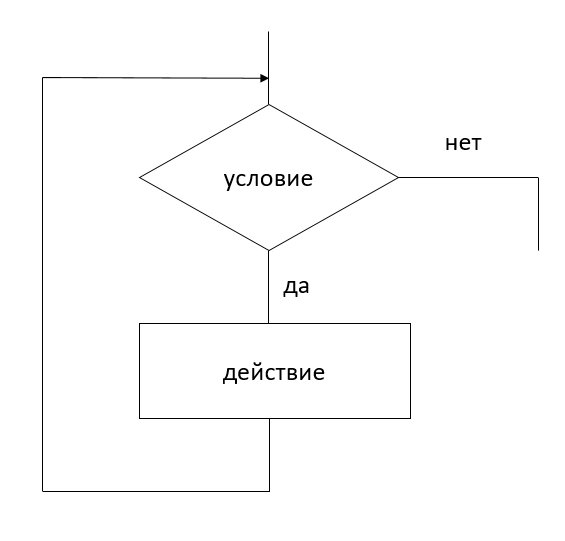 нет
условие
да
действие